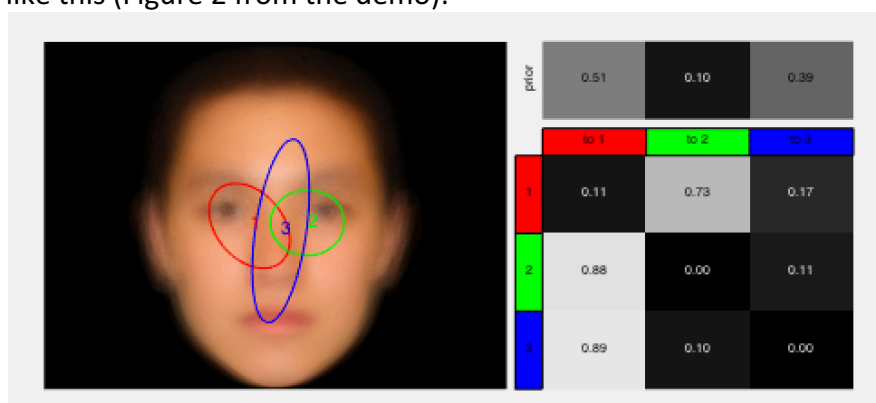 like this (Figure 2 from the demo).
prior 0.51 0.10 0.39
to 1 to 2 to 3
1 0.11 0.73 0.17
2 0.88 0.00 0.11
3 0.89 0.10 0.00
1
3
2